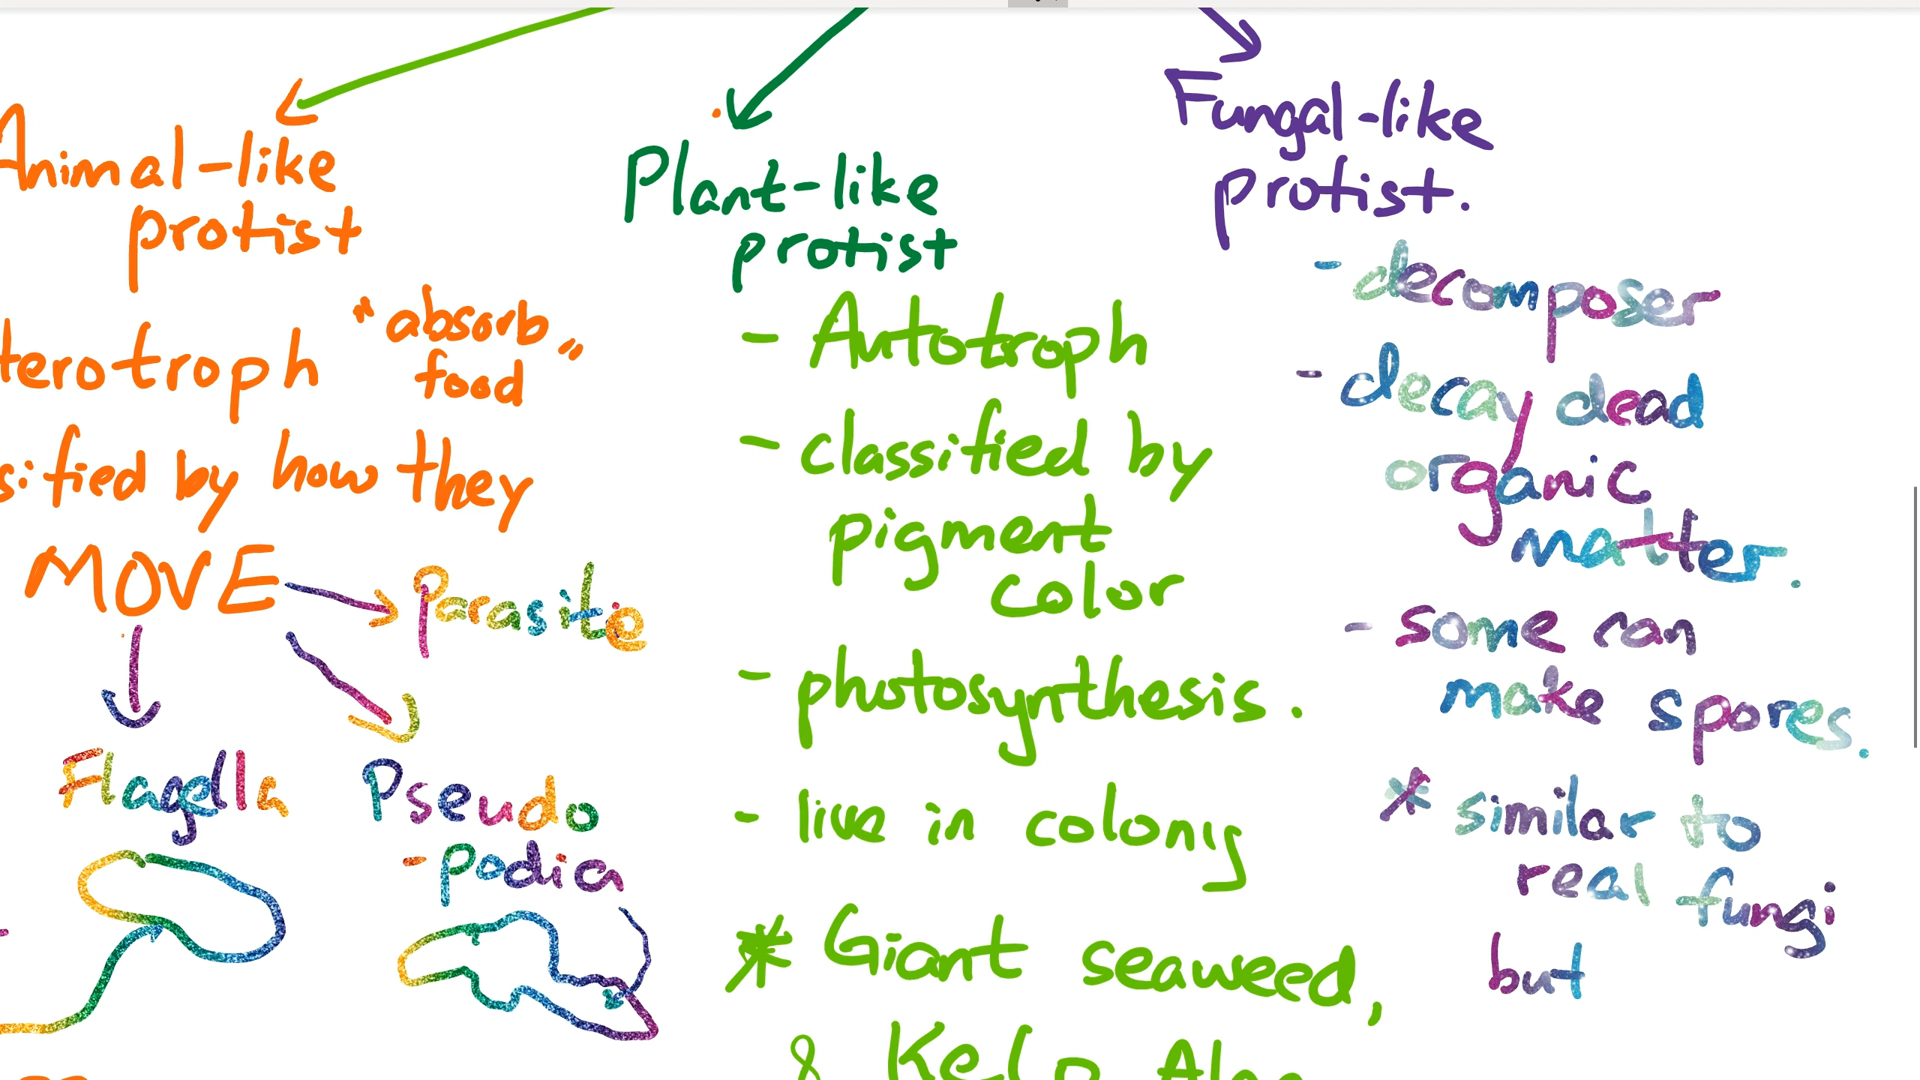 Animal-like
protist
terotroph "absorb
food"
sified by how they
MOVE
Parasite
Flagella
Pseudo
-podia
Plant-like
protist
- Autotroph
- classified by
pigment
color
- photosynthesis.
- live in colony
* Giant seaweed,
& Kelp
Fungal-like
protist.
- decomposer
- decay dead
organic
matter.
- some can
make spores.
* similar to
real fungi
but